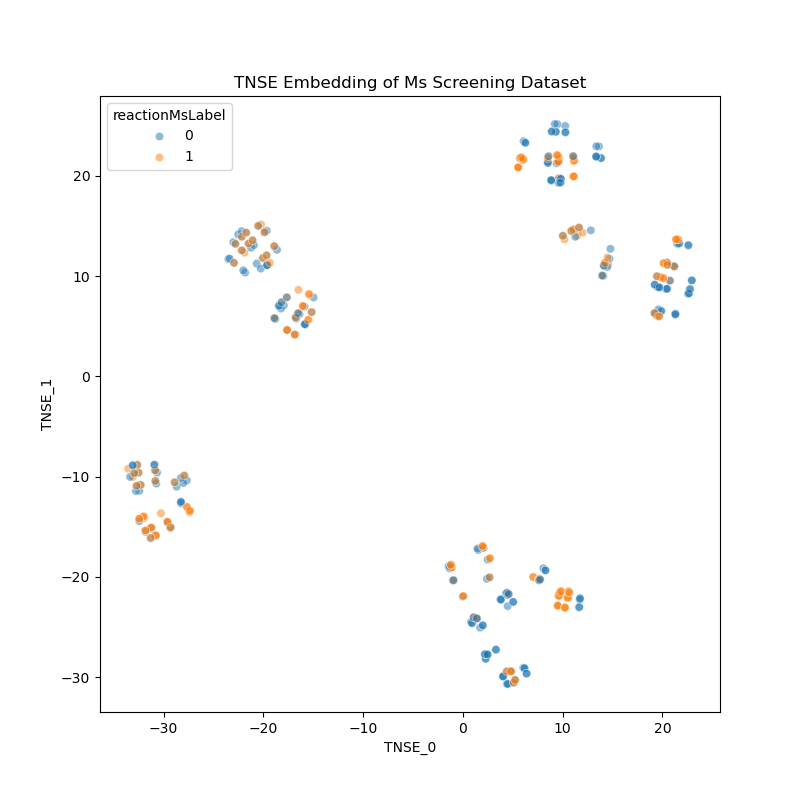 TNSE Embedding of Ms Screening Dataset
reactionMsLabel
0
1
20
10
0
−10
−20
−30
TNSE_1
−30 −20 −10 0 10 20
TNSE_0